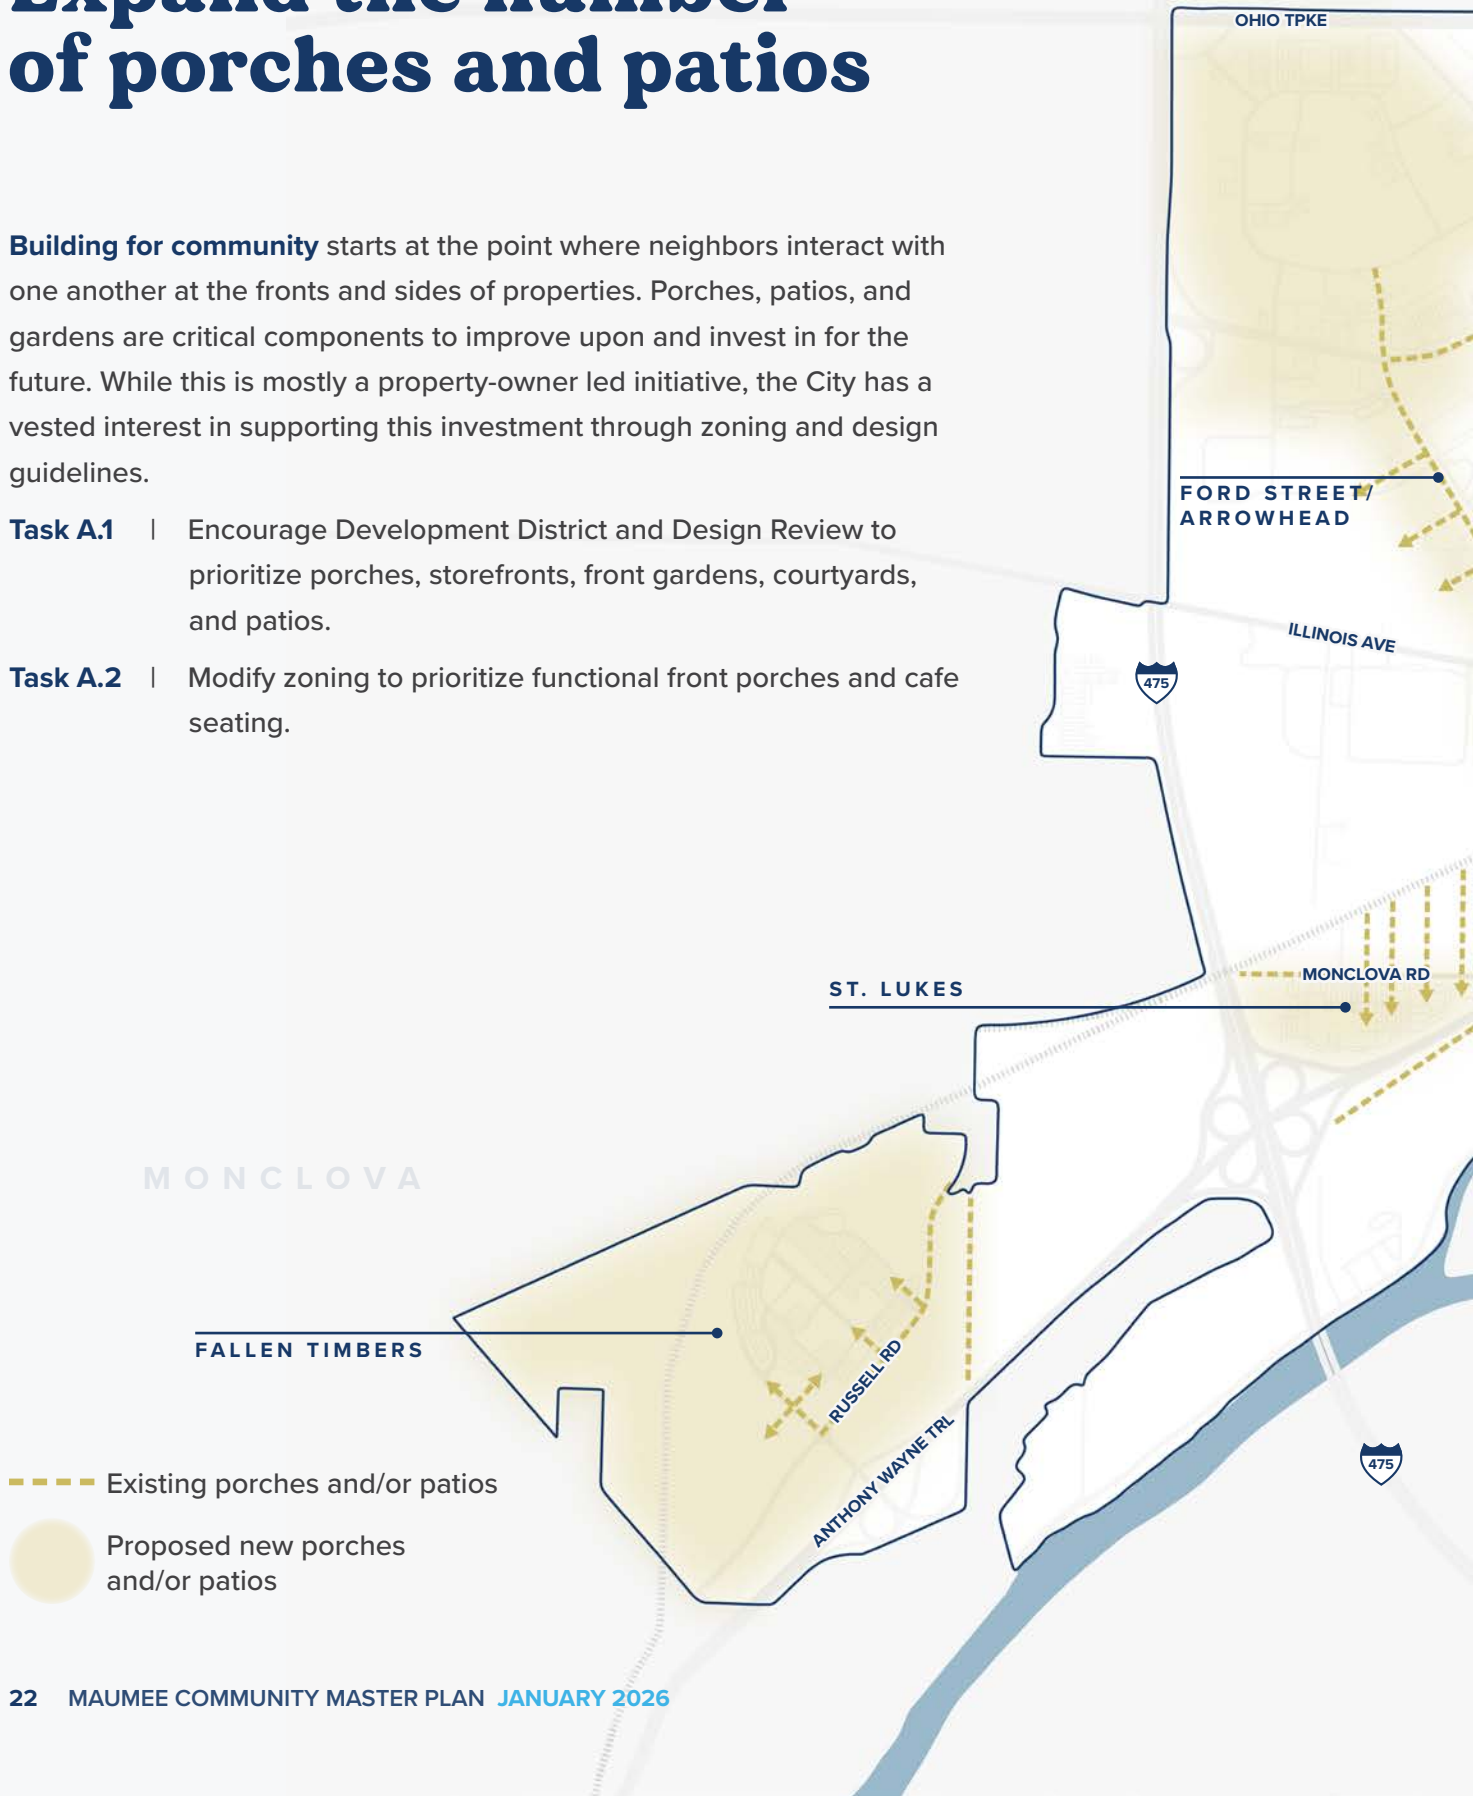 Expand the number
of porches and patios
Building for community starts at the point where neighbors interact with
one another at the fronts and sides of properties. Porches, patios, and
gardens are critical components to improve upon and invest in for the
future. While this is mostly a property-owner led initiative, the City has a
vested interest in supporting this investment through zoning and design
guidelines.
Task A.1 | Encourage Development District and Design Review to
prioritize porches, storefronts, front gardens, courtyards,
and patios.
Task A.2 | Modify zoning to prioritize functional front porches and cafe
seating.
OHIO TPKE
FORD STREET/
ARROWHEAD
ILLINOIS AVE
475
MONCLOVA RD
ST. LUKES
MONCLOVA
FALLEN TIMBERS
RUSSELL RD
ANTHONY WAYNE TRL
475
Existing porches and/or patios
Proposed new porches
and/or patios
22 MAUMEE COMMUNITY MASTER PLAN JANUARY 2026